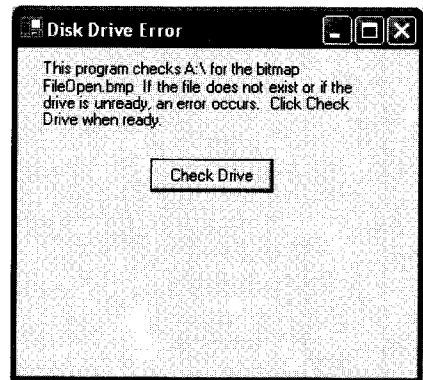 Disk Drive Error
This program checks A:\ for the bitmap
FileOpen.bmp. If the file does not exist or if the
drive is unready, an error occurs. Click Check
Drive when ready.
Check Drive